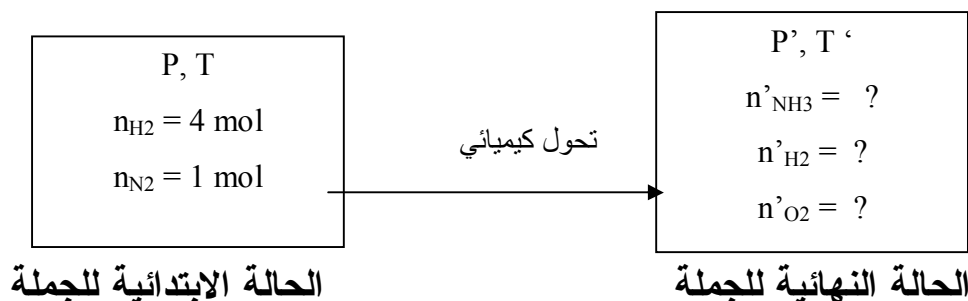 P, T
n_H2 = 4 mol
n_N2 = 1 mol
تحول كيميائي
P’, T ‘
n’_NH3 = ?
n’_H2 = ?
n’_O2 = ?
الحالة الابتدائية للجملة
الحالة النهائية للجملة